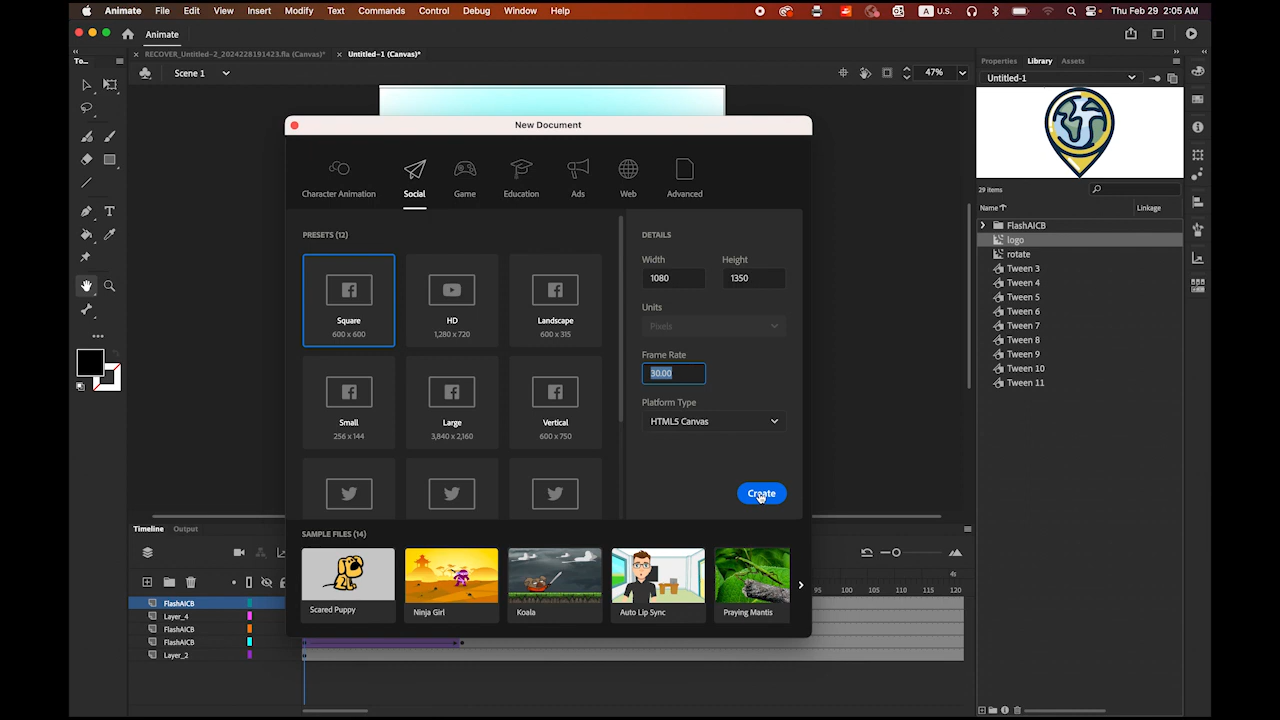 Animate File Edit View Insert Modify Text Commands Control Debug Window Help A U.S. Thu Feb 29 2:05 AM
Animate
To...
RECOVER_Untitled-2_2024228191423.fla (Canvas)*
Untitled-1 (Canvas)*
Scene 1
47%
Properties Library Assets
Untitled-1
29 items
Name
Linkage
FlashAICB
logo
rotate
Tween 3
Tween 4
Tween 5
Tween 6
Tween 7
Tween 8
Tween 9
Tween 10
Tween 11
New Document
Character Animation
Social
Game
Education
Ads
Web
Advanced
PRESETS (12)
Square
600 x 600
HD
1,280 x 720
Landscape
600 x 315
Small
256 x 144
Large
3,840 x 2,160
Vertical
600 x 750
DETAILS
Width
Height
1080
1350
Units
Pixels
Frame Rate
30.00
Platform Type
HTML5 Canvas
Create
SAMPLE FILES (14)
Scared Puppy
Ninja Girl
Koala
Auto Lip Sync
Praying Mantis
Timeline
Output
95 100 105 110 115 120
FlashAICB
Layer_4
FlashAICB
FlashAICB
Layer_2